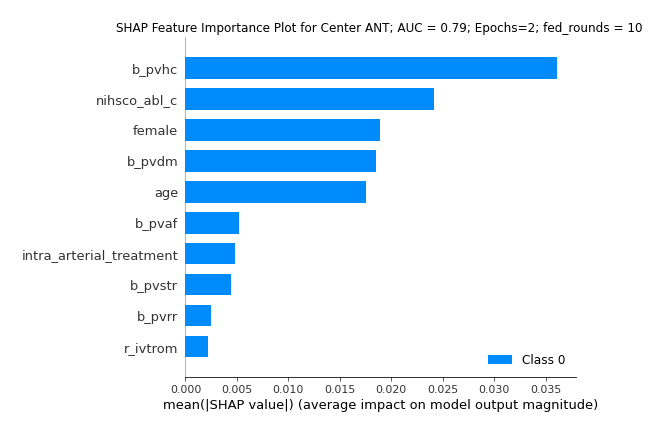 SHAP Feature Importance Plot for Center ANT; AUC = 0.79; Epochs=2; fed_rounds = 10
b_pvhc
nihsco_abl_c
female
b_pvdm
age
b_pvaf
intra_arterial_treatment
b_pvstr
b_pvrr
r_ivtrom
Class 0
0.000 0.005 0.010 0.015 0.020 0.025 0.030 0.035
mean(|SHAP value|) (average impact on model output magnitude)